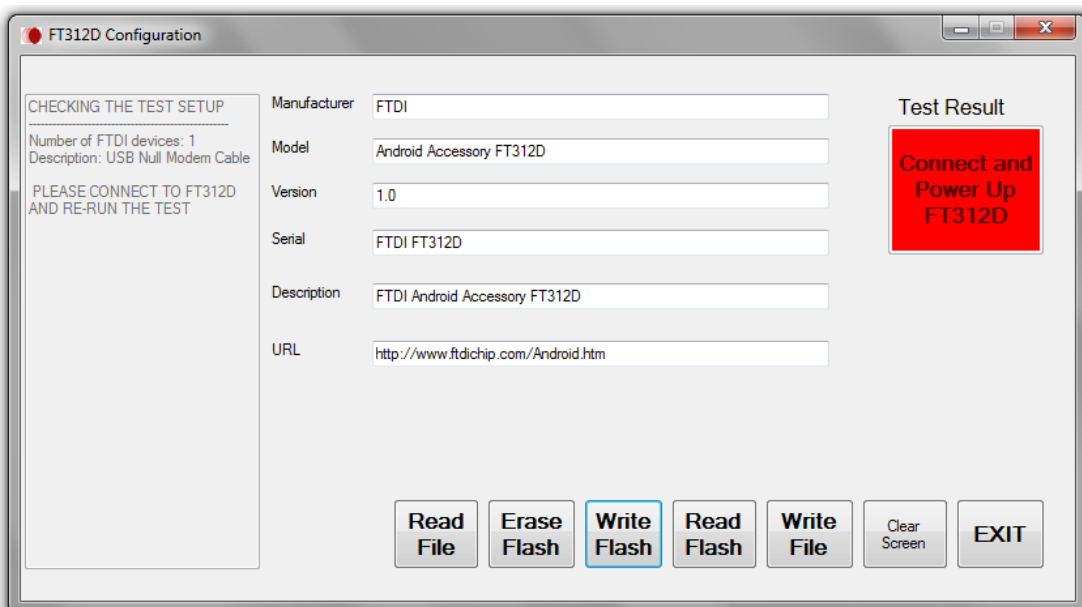 FT312D Configuration
CHECKING THE TEST SETUP
------------------------------------------------
Number of FTDI devices: 1
Description: USB Null Modem Cable
PLEASE CONNECT TO FT312D
AND RE-RUN THE TEST
Manufacturer
FTDI
Model
Android Accessory FT312D
Version
1.0
Serial
FTDI FT312D
Description
FTDI Android Accessory FT312D
URL
http://www.ftdichip.com/Android.htm
Test Result
Connect and
Power Up
FT312D
Read
File
Erase
Flash
Write
Flash
Read
Flash
Write
File
Clear
Screen
EXIT